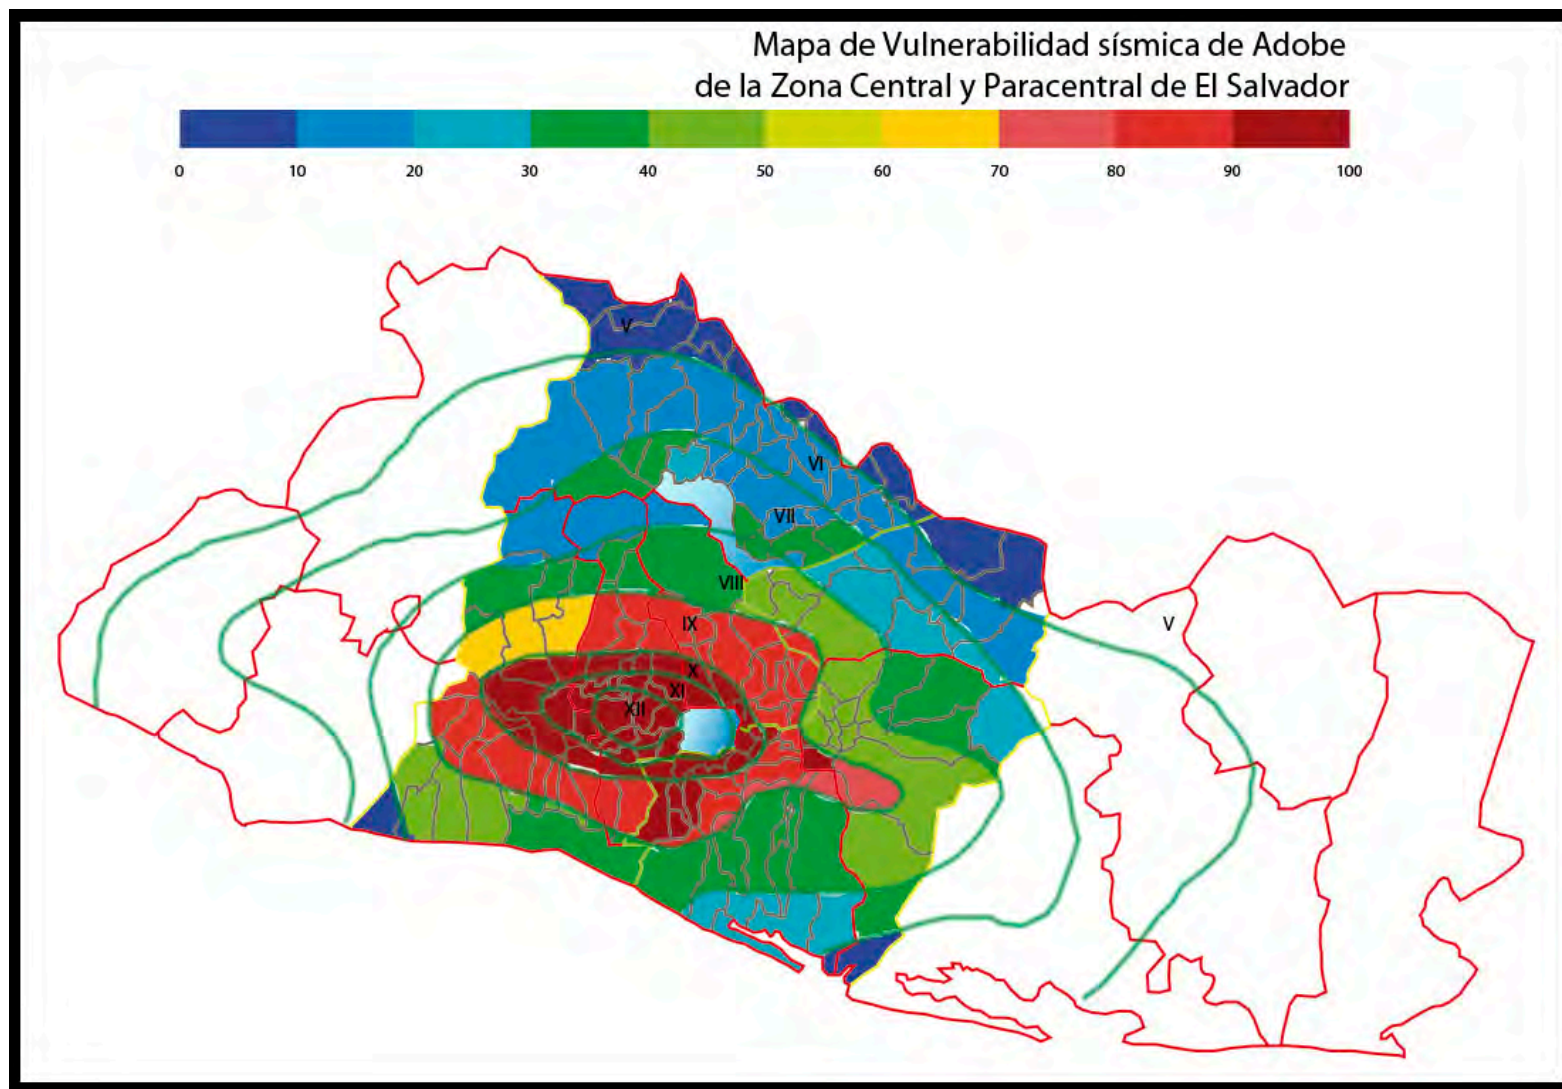 Mapa de Vulnerabilidad sísmica de Adobe
de la Zona Central y Paracentral de El Salvador
0 10 20 30 40 50 60 70 80 90 100
V
VI
VII
VIII
IX
V
X
XI
XII